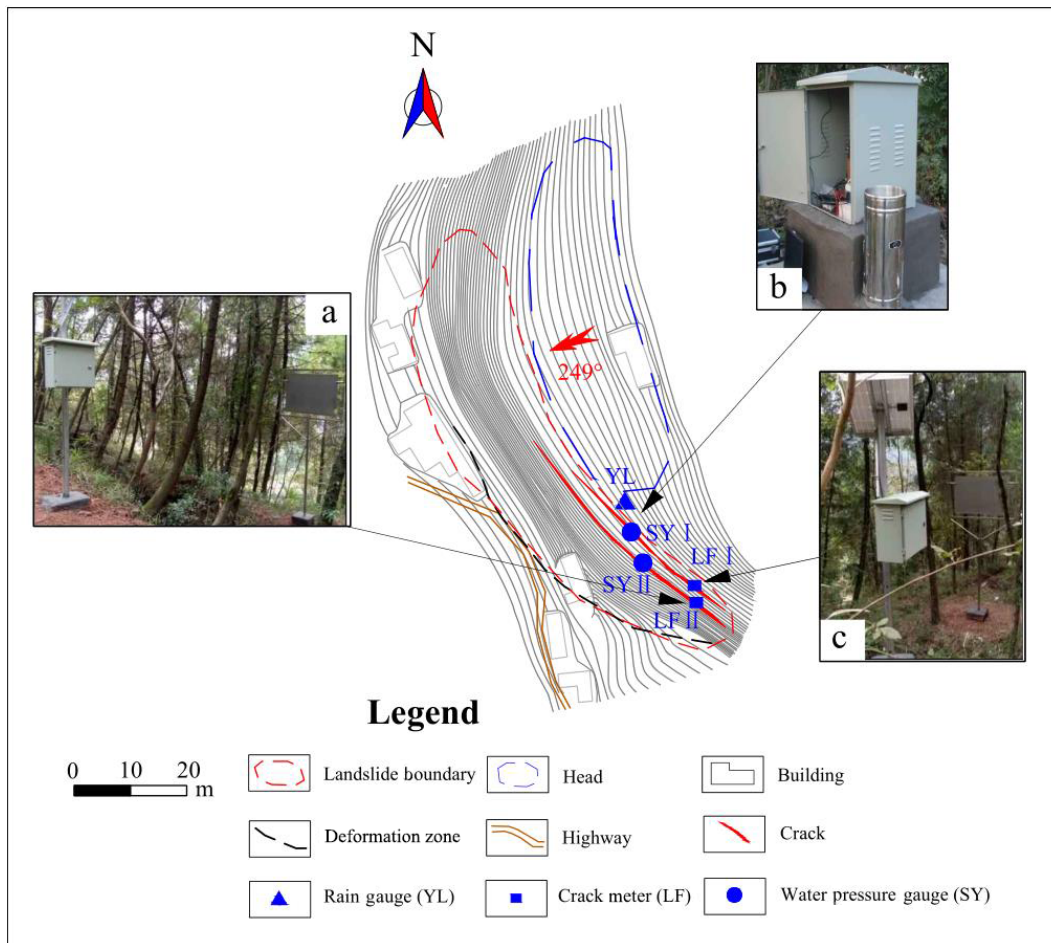 N
a
b
c
249°
YL
SY I
LF I
SY II
LF II
Legend
0 10 20
m
Landslide boundary
Head
Building
Deformation zone
Highway
Crack
Rain gauge (YL)
Crack meter (LF)
Water pressure gauge (SY)